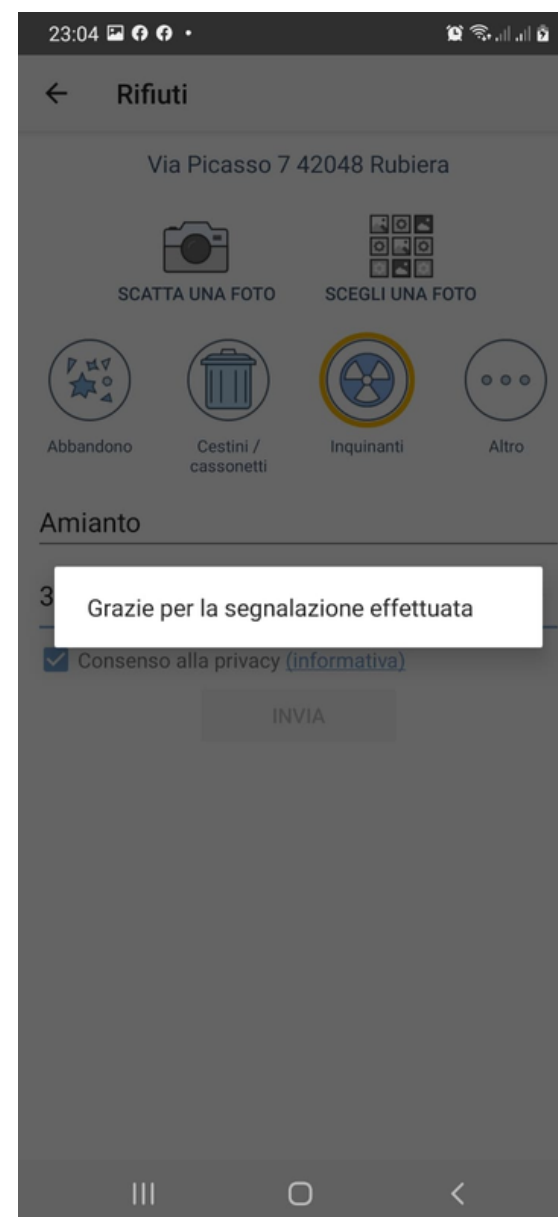 23:04
Rifiuti
Via Picasso 7 42048 Rubiera
SCATTA UNA FOTO
SCEGLI UNA FOTO
Abbandono
Cestini /
cassonetti
Inquinanti
Altro
Amianto
3
Grazie per la segnalazione effettuata
Consenso alla privacy (informativa)
INVIA